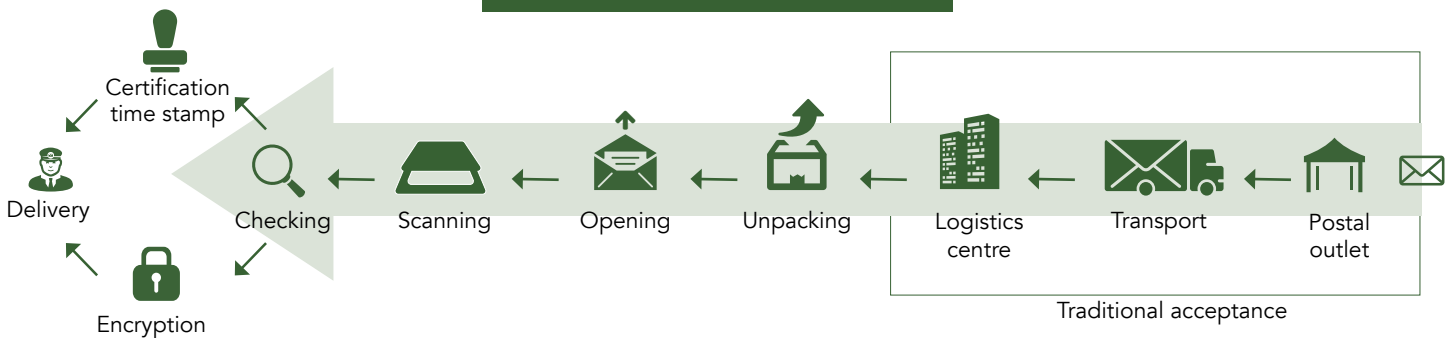 Certification
time stamp
Delivery
Checking
Scanning
Opening
Unpacking
Logistics
centre
Transport
Postal
outlet
Encryption
Traditional acceptance